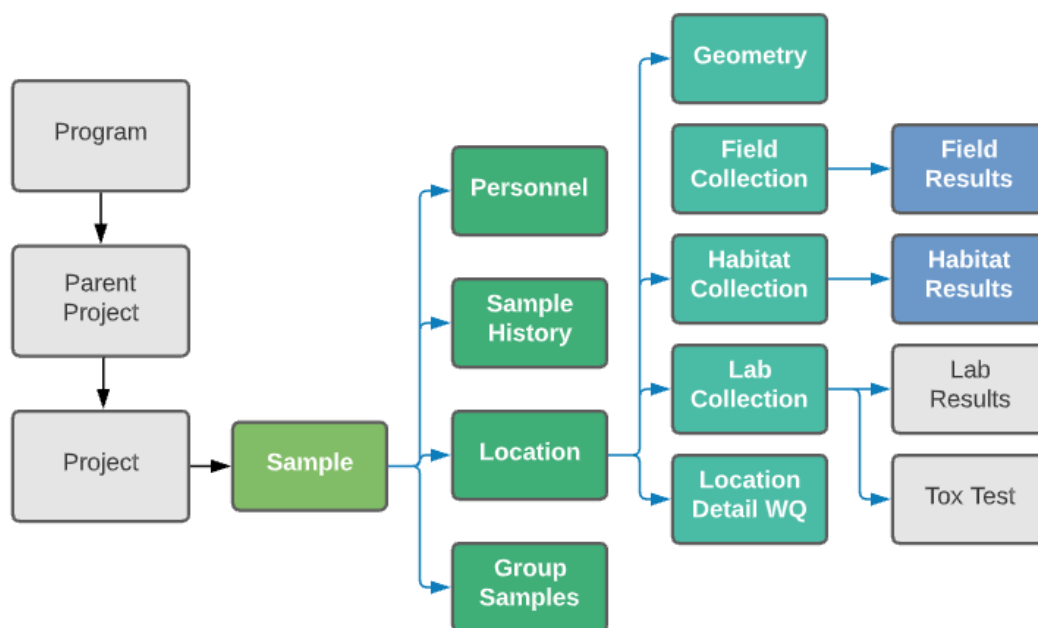 Program
Parent
Project
Project
Sample
Personnel
Sample
History
Location
Group
Samples
Geometry
Field
Collection
Habitat
Collection
Lab
Collection
Location
Detail WQ
Field
Results
Habitat
Results
Lab
Results
Tox Test